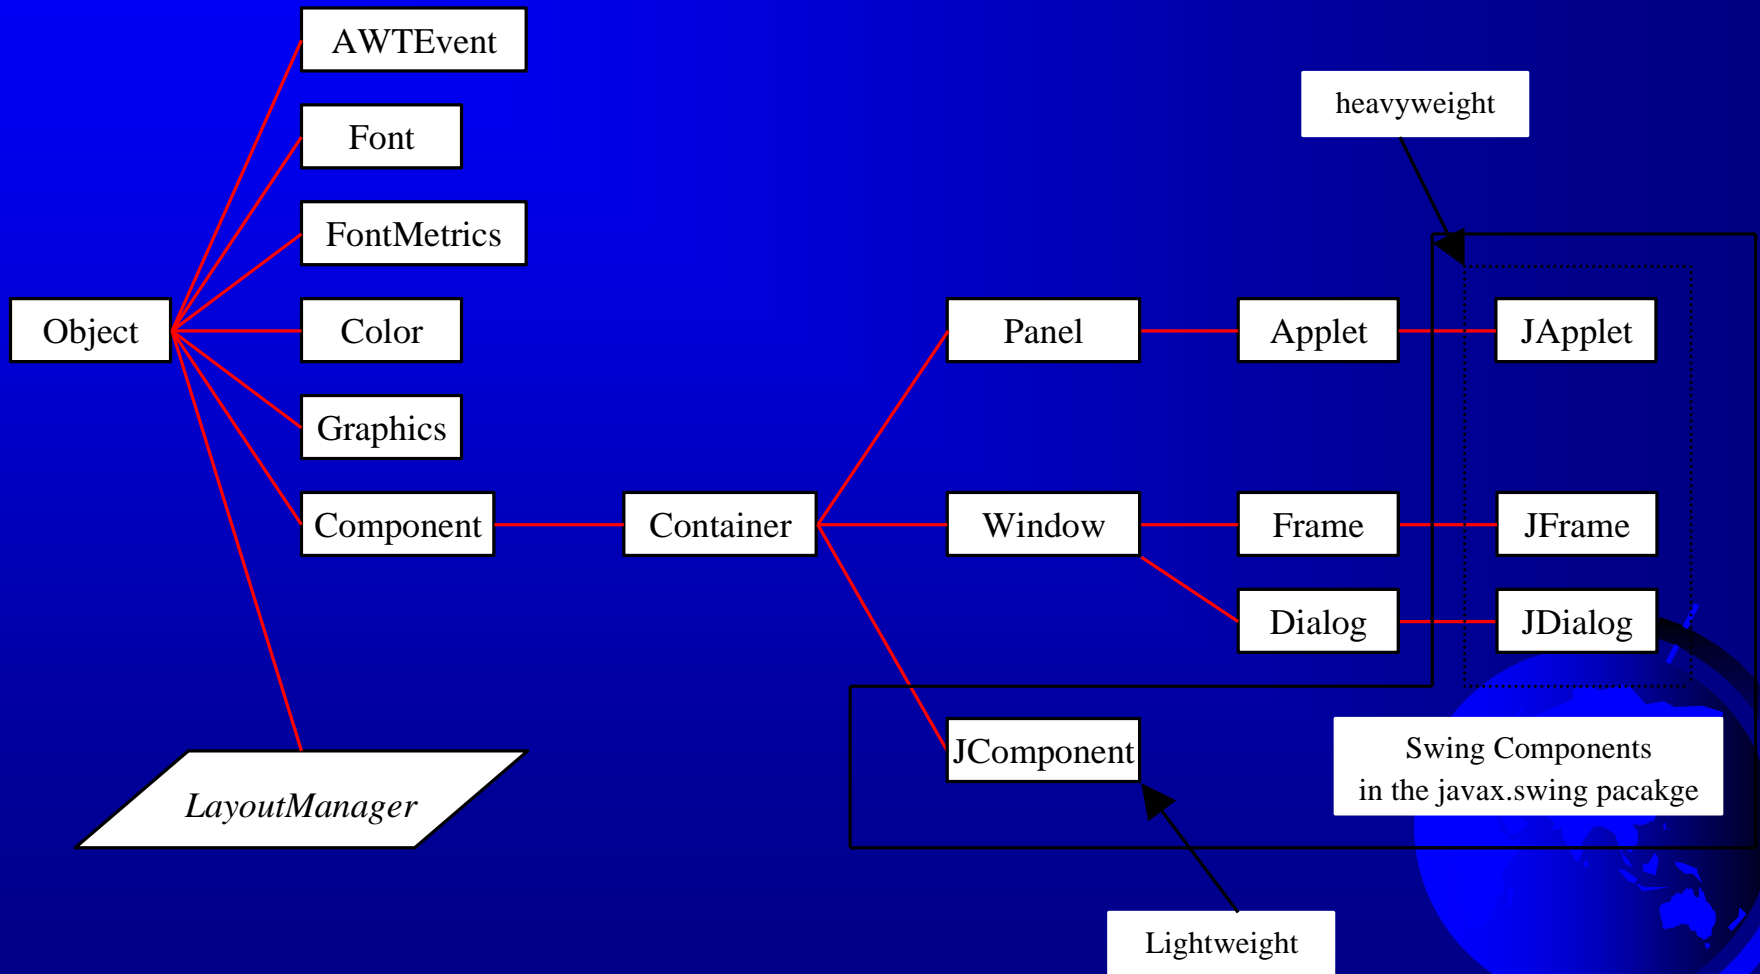 AWTEvent
heavyweight
Font
FontMetrics
Object
Color
Panel
Applet
JApplet
Graphics
Component
Container
Window
Frame
JFrame
Dialog
JDialog
JComponent
Swing Components
in the javax.swing pacakge
LayoutManager
Lightweight